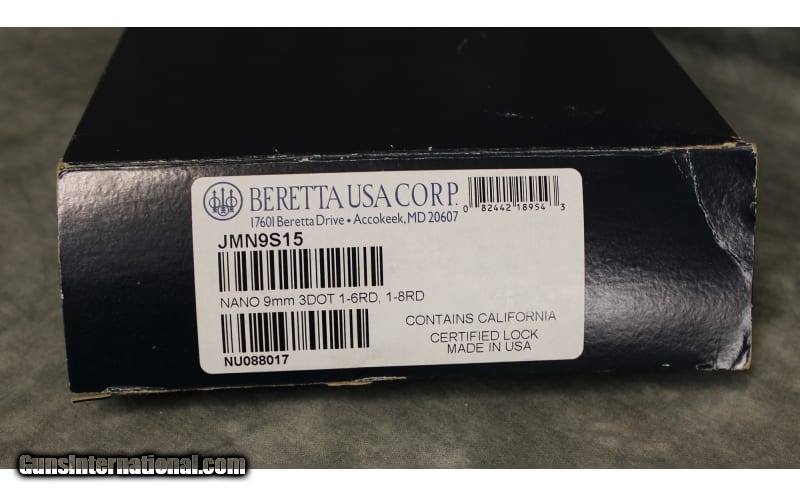 BERETTA USA CORP.
17601 Beretta Drive • Accokeek, MD 20607
0 82442 18954 3
JMN9S15
NANO 9mm 3DOT 1-6RD, 1-8RD
CONTAINS CALIFORNIA
CERTIFIED LOCK
MADE IN USA
NU088017
GunsInternational.com